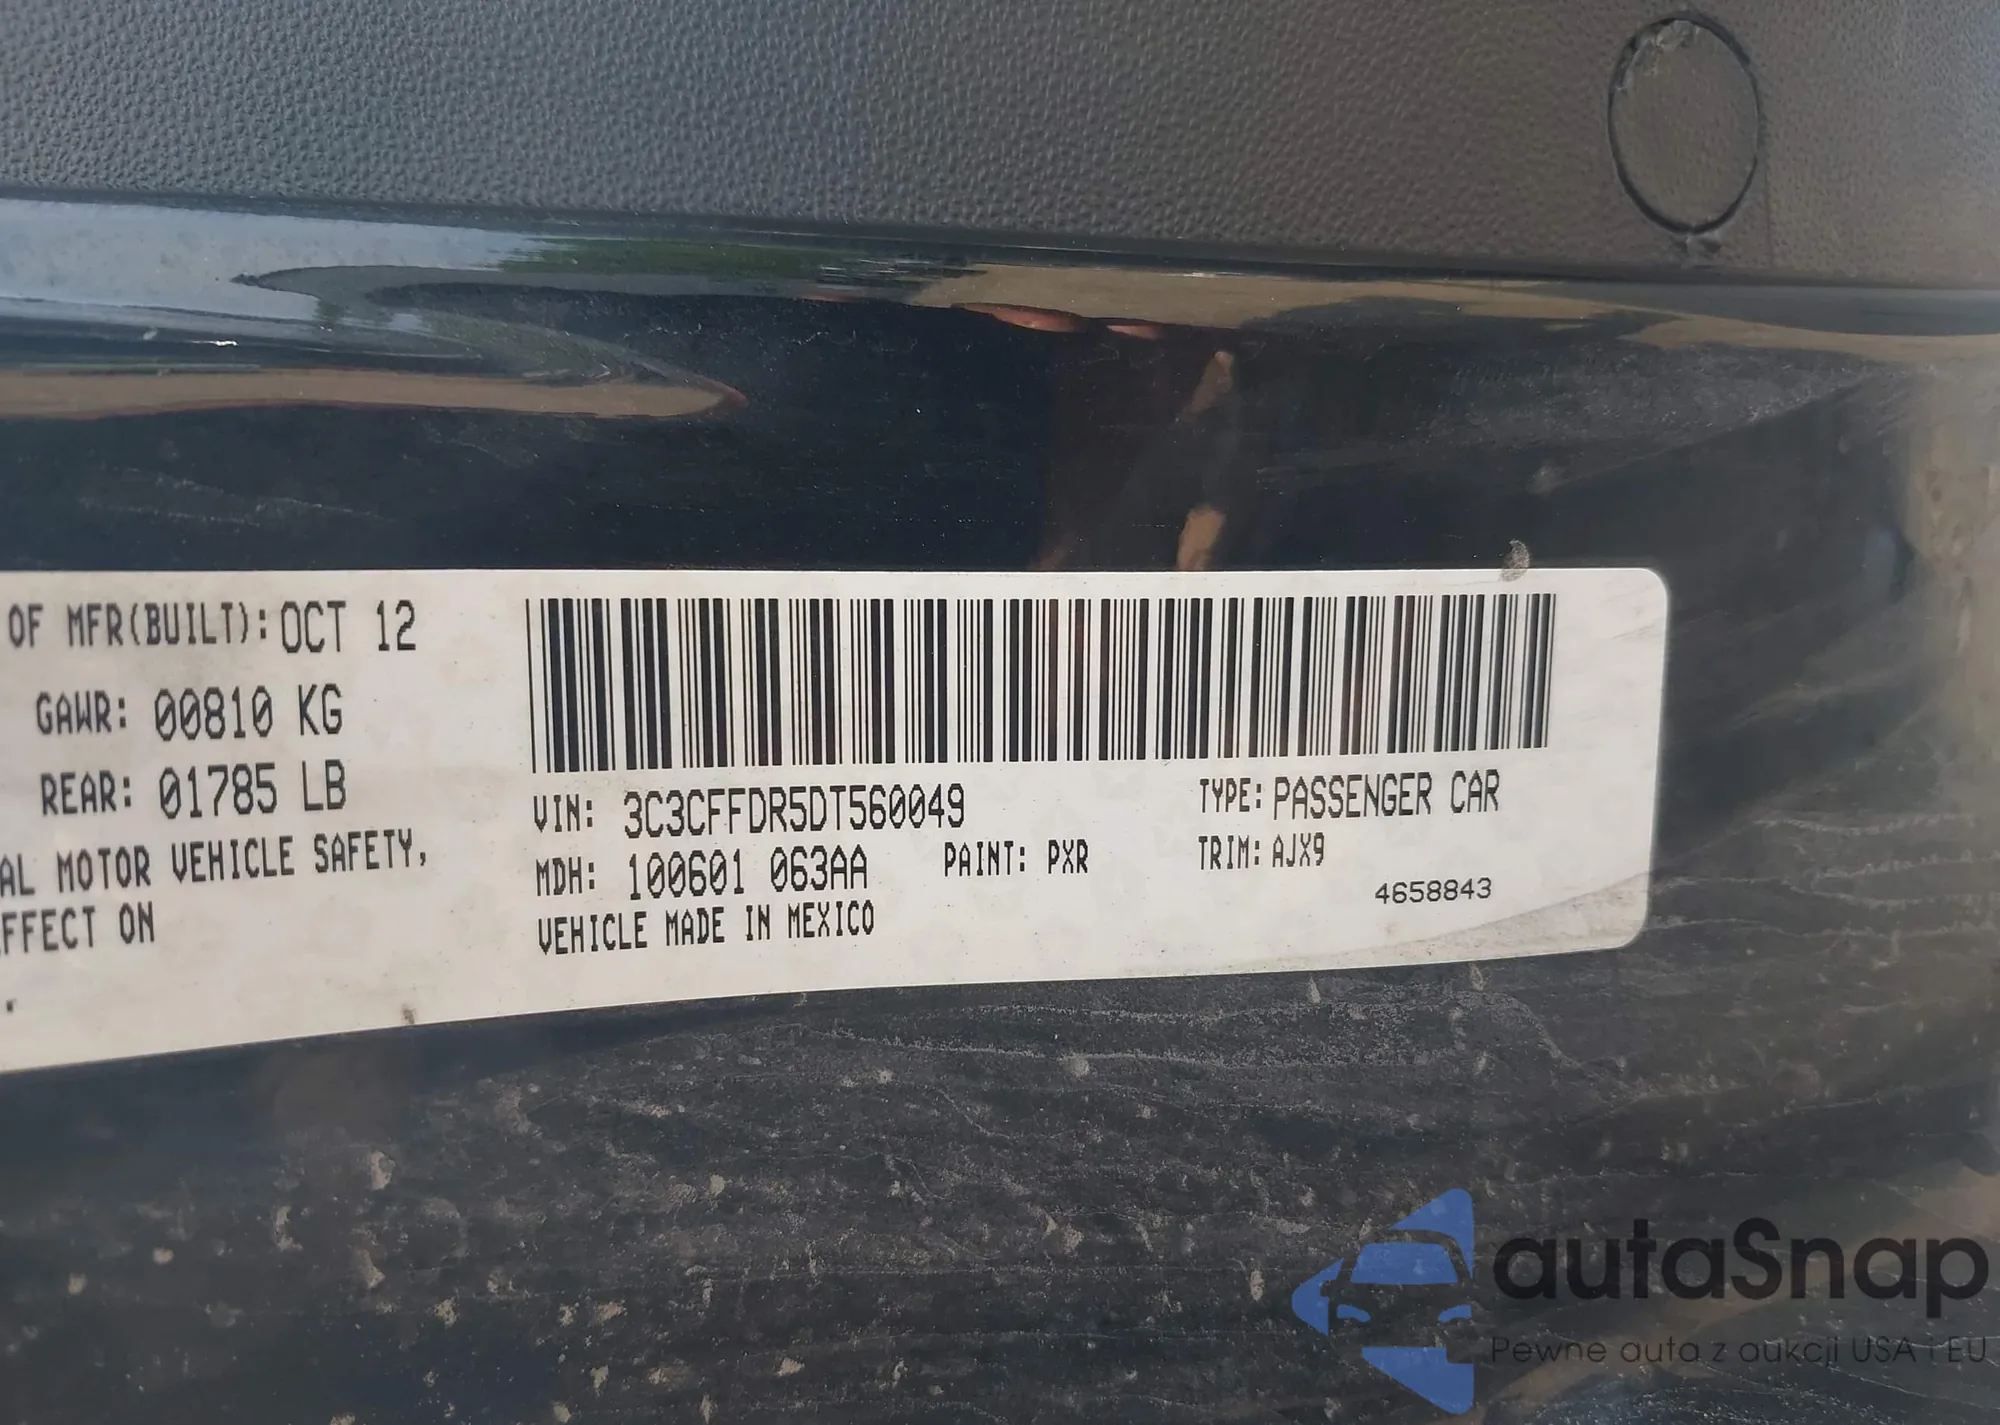 OF MFR(BUILT): OCT 12
GAWR: 00810 KG
REAR: 01785 LB
AL MOTOR VEHICLE SAFETY,
FFECT ON
.
VIN: 3C3CFFDR5DT560049
TYPE: PASSENGER CAR
MDH: 100601 063AA
PAINT: PXR
TRIM: AJX9
VEHICLE MADE IN MEXICO
4658843
autaSnap
Pewne auta z aukcji USA i EU